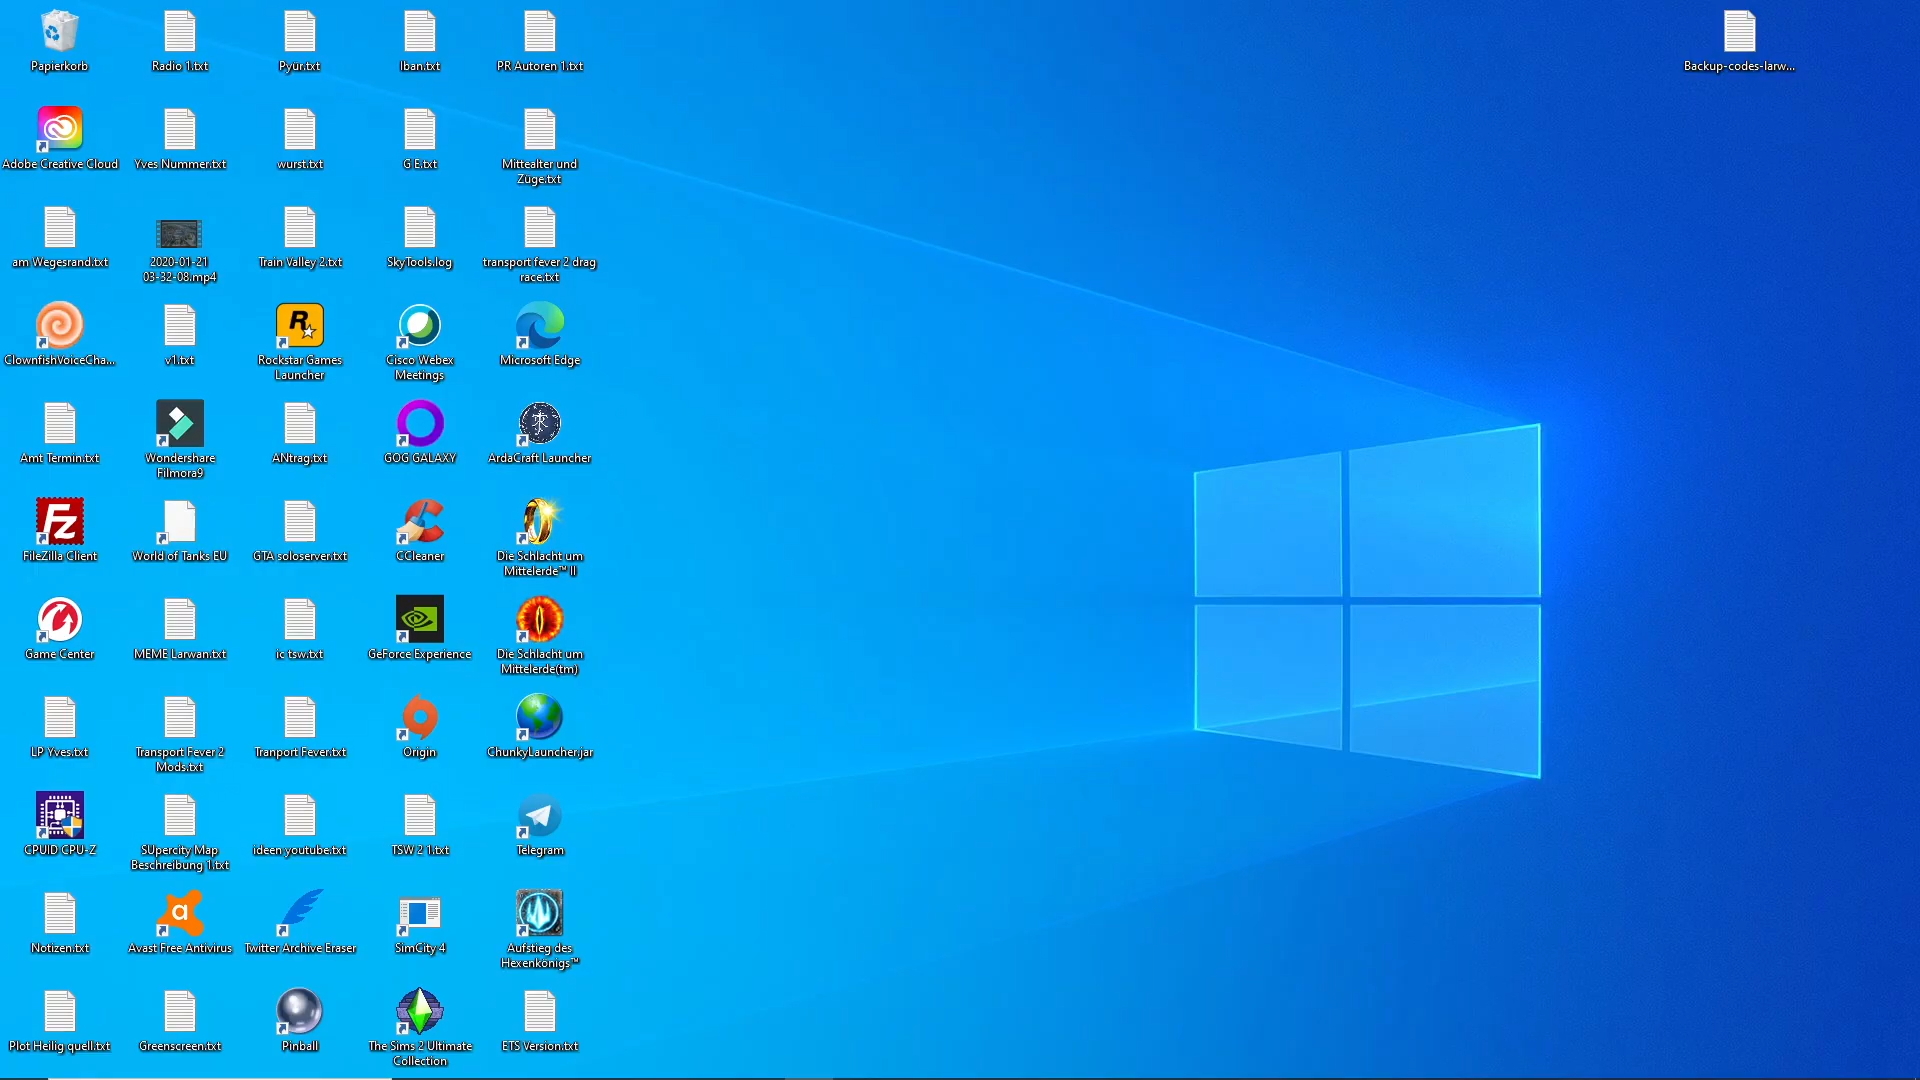 Papierkorb
Radio 1.txt
Pyür.txt
Iban.txt
PR Autoren 1.txt
Backup-codes-larw...
Adobe Creative Cloud
Yves Nummer.txt
wurst.txt
G E.txt
Mittealter und
Züge.txt
am Wegesrand.txt
2020-01-21
03-32-08.mp4
Train Valley 2.txt
SkyTools.log
transport fever 2 drag
race.txt
ClownfishVoiceCha...
v1.txt
R
Rockstar Games
Launcher
Cisco Webex
Meetings
Microsoft Edge
Amt Termin.txt
Wondershare
Filmora9
ANtrag.txt
GOG GALAXY
ArdaCraft Launcher
Fz
FileZilla Client
World of Tanks EU
GTA soloserver.txt
CCleaner
Die Schlacht um
Mittelerde™ II
Game Center
MEME Larwan.txt
ic tsw.txt
GeForce Experience
Die Schlacht um
Mittelerde(tm)
LP Yves.txt
Transport Fever 2
Mods.txt
Tranport Fever.txt
Origin
ChunkyLauncher.jar
CPUID CPU-Z
SUpercity Map
Beschreibung 1.txt
ideen youtube.txt
TSW 2 1.txt
Telegram
Notizen.txt
a
Avast Free Antivirus
Twitter Archive Eraser
SimCity 4
Aufstieg des
Hexenkönigs™
Plot Heilig quell.txt
Greenscreen.txt
Pinball
The Sims 2 Ultimate
Collection
ETS Version.txt